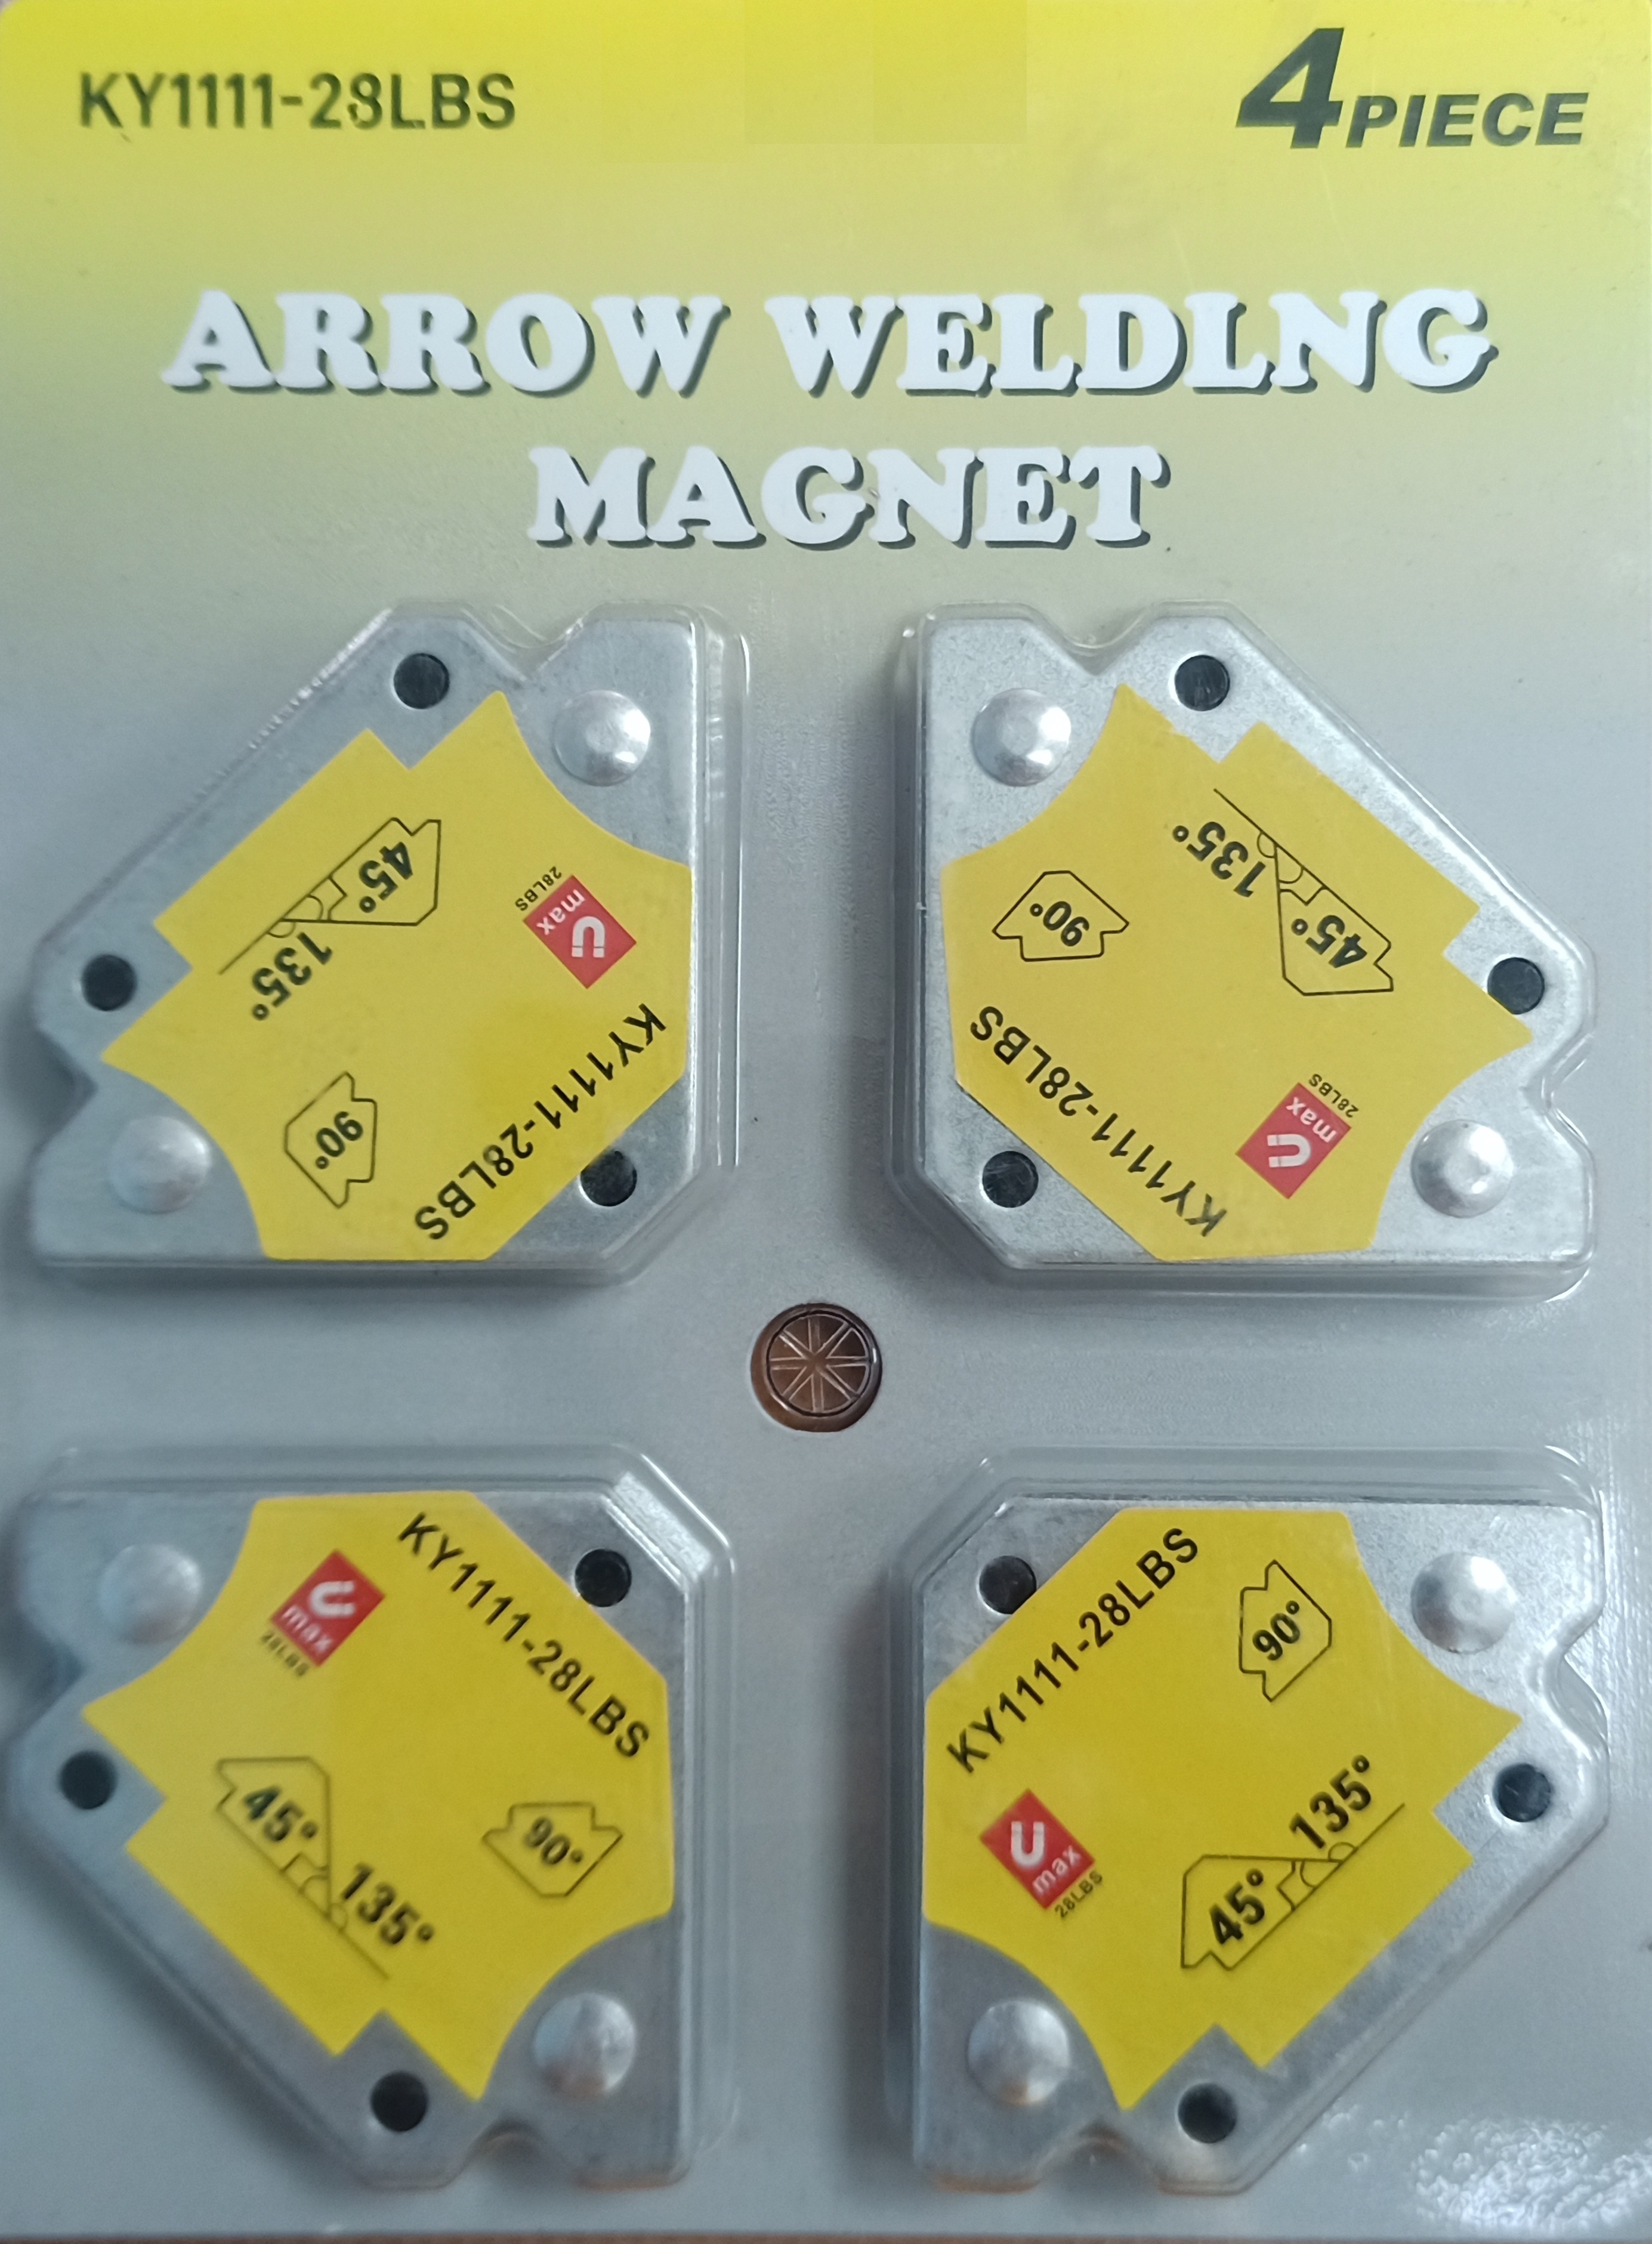 KY1111-28LBS
4PIECE
ARROW WELDLNG
MAGNET
45°
135°
90°
max
28LBS
KY1111-28LBS
135°
45°
90°
KY1111-28LBS
max
28LBS
KY1111-28LBS
max
28LBS
45°
135°
90°
KY1111-28LBS
90°
max
28LBS
45°
135°